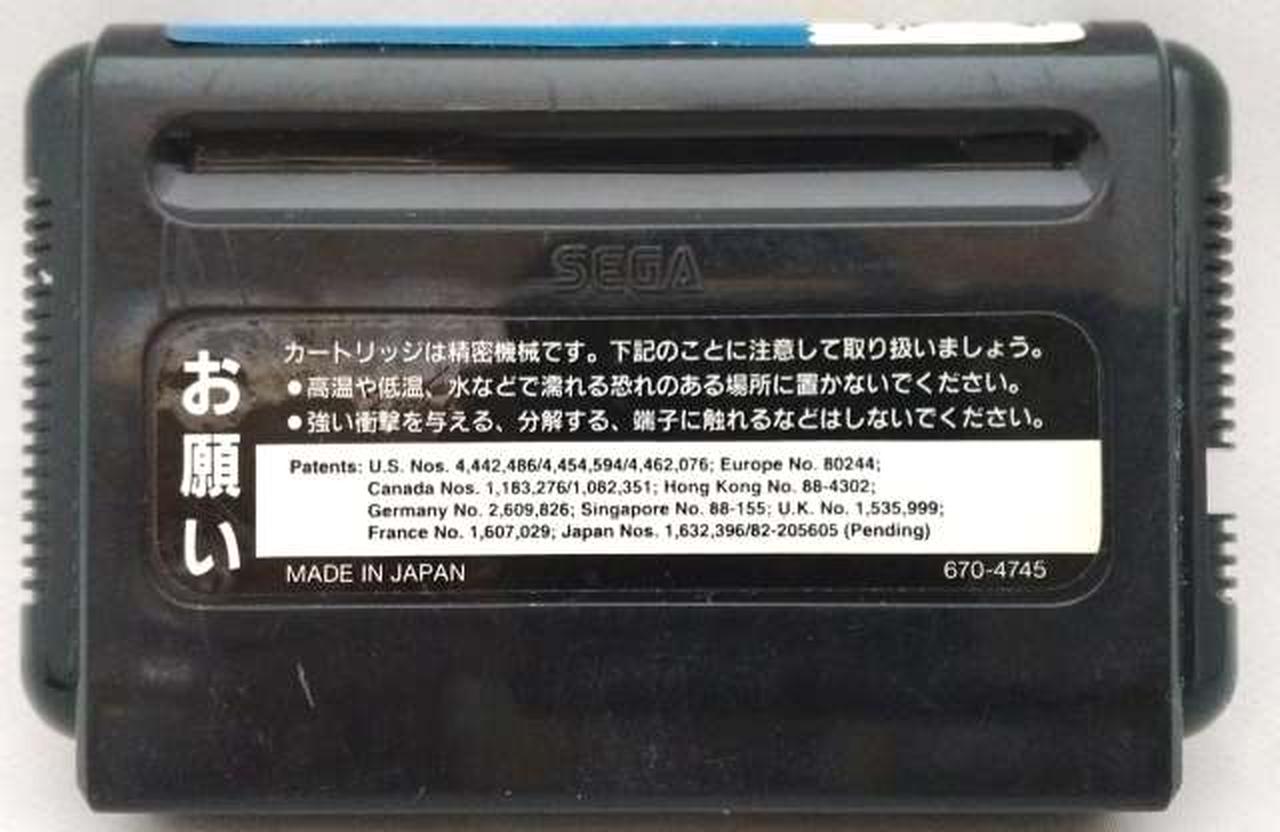 SEGA
お願い
カートリッジは精密機械です。下記のことに注意して取り扱いましょう。
●高温や低温、水などで濡れる恐れのある場所に置かないでください。
●強い衝撃を与える、分解する、端子に触れるなどはしないでください。
Patents: U.S. Nos. 4,442,486/4,454,594/4,462,076; Europe No. 80244;
Canada Nos. 1,183,276/1,082,351; Hong Kong No. 88-4302;
Germany No. 2,609,826; Singapore No. 88-155; U.K. No. 1,535,999;
France No. 1,607,029; Japan Nos. 1,632,396/82-205605 (Pending)
MADE IN JAPAN
670-4745